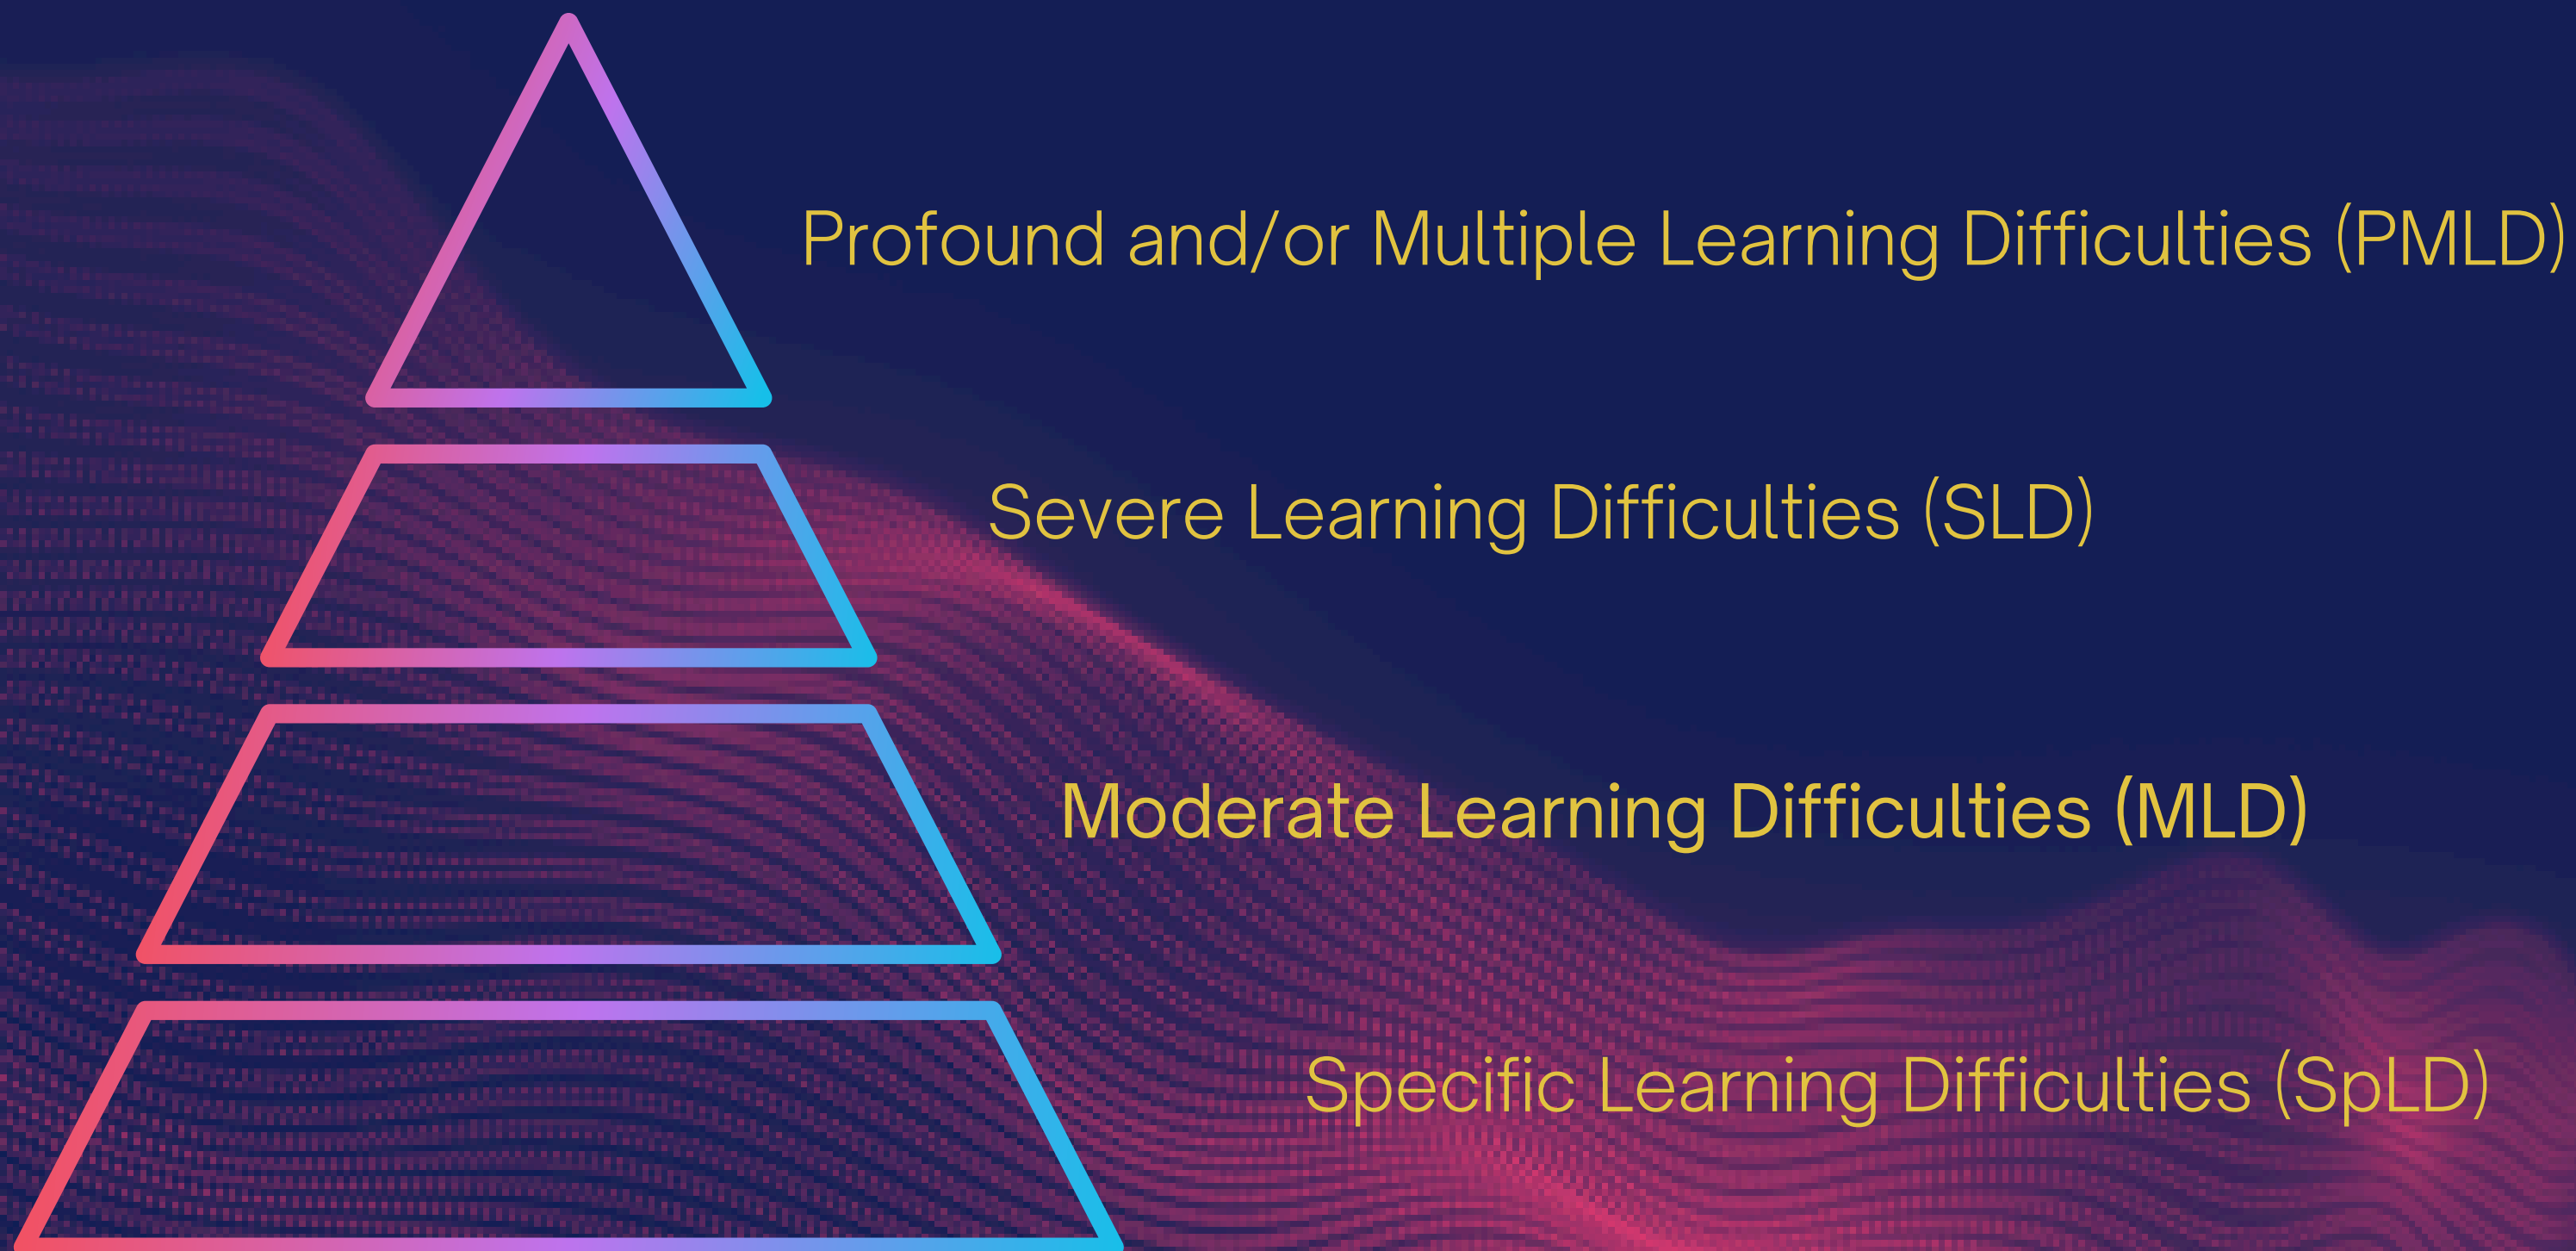 Profound and/or Multiple Learning Difficulties (PMLD)
Severe Learning Difficulties (SLD)
Moderate Learning Difficulties (MLD)
Specific Learning Difficulties (SpLD)